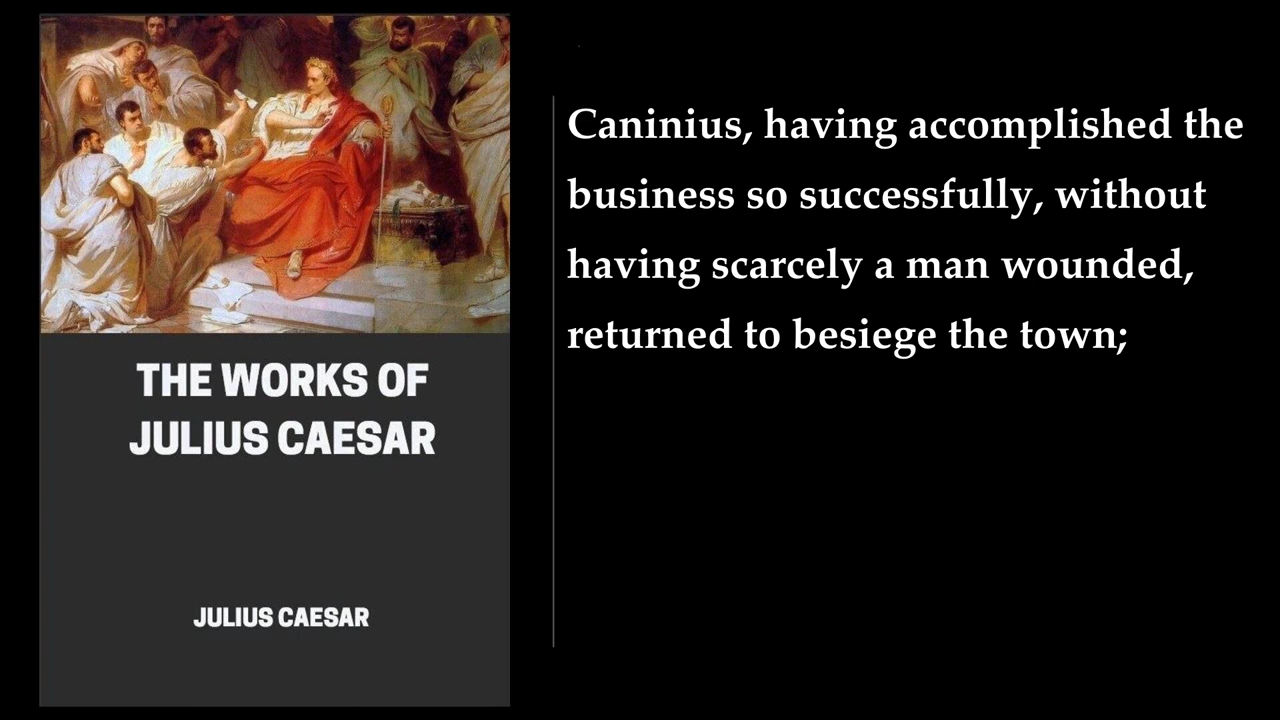 THE WORKS OF
JULIUS CAESAR
JULIUS CAESAR
Caninius, having accomplished the
business so successfully, without
having scarcely a man wounded,
returned to besiege the town;